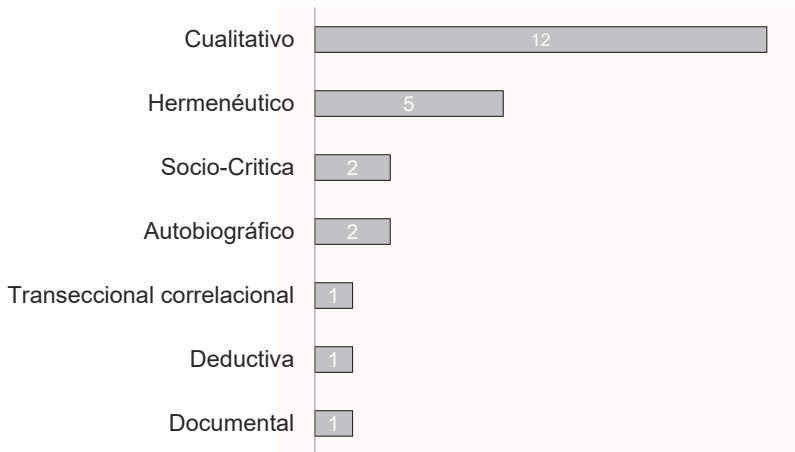 Cualitativo 12
Hermenéutico 5
Socio-Critica 2
Autobiográfico 2
Transeccional correlacional 1
Deductiva 1
Documental 1